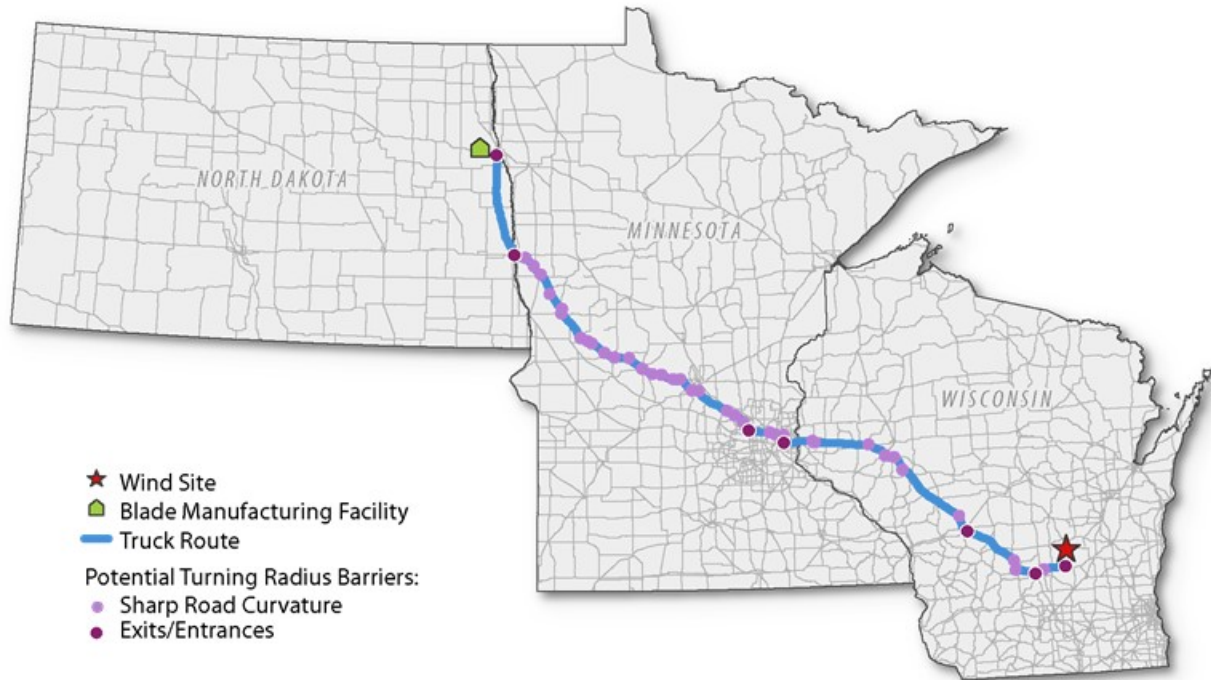 NORTH DAKOTA
MINNESOTA
WISCONSIN
Wind Site
Blade Manufacturing Facility
Truck Route
Potential Turning Radius Barriers:
Sharp Road Curvature
Exits/Entrances